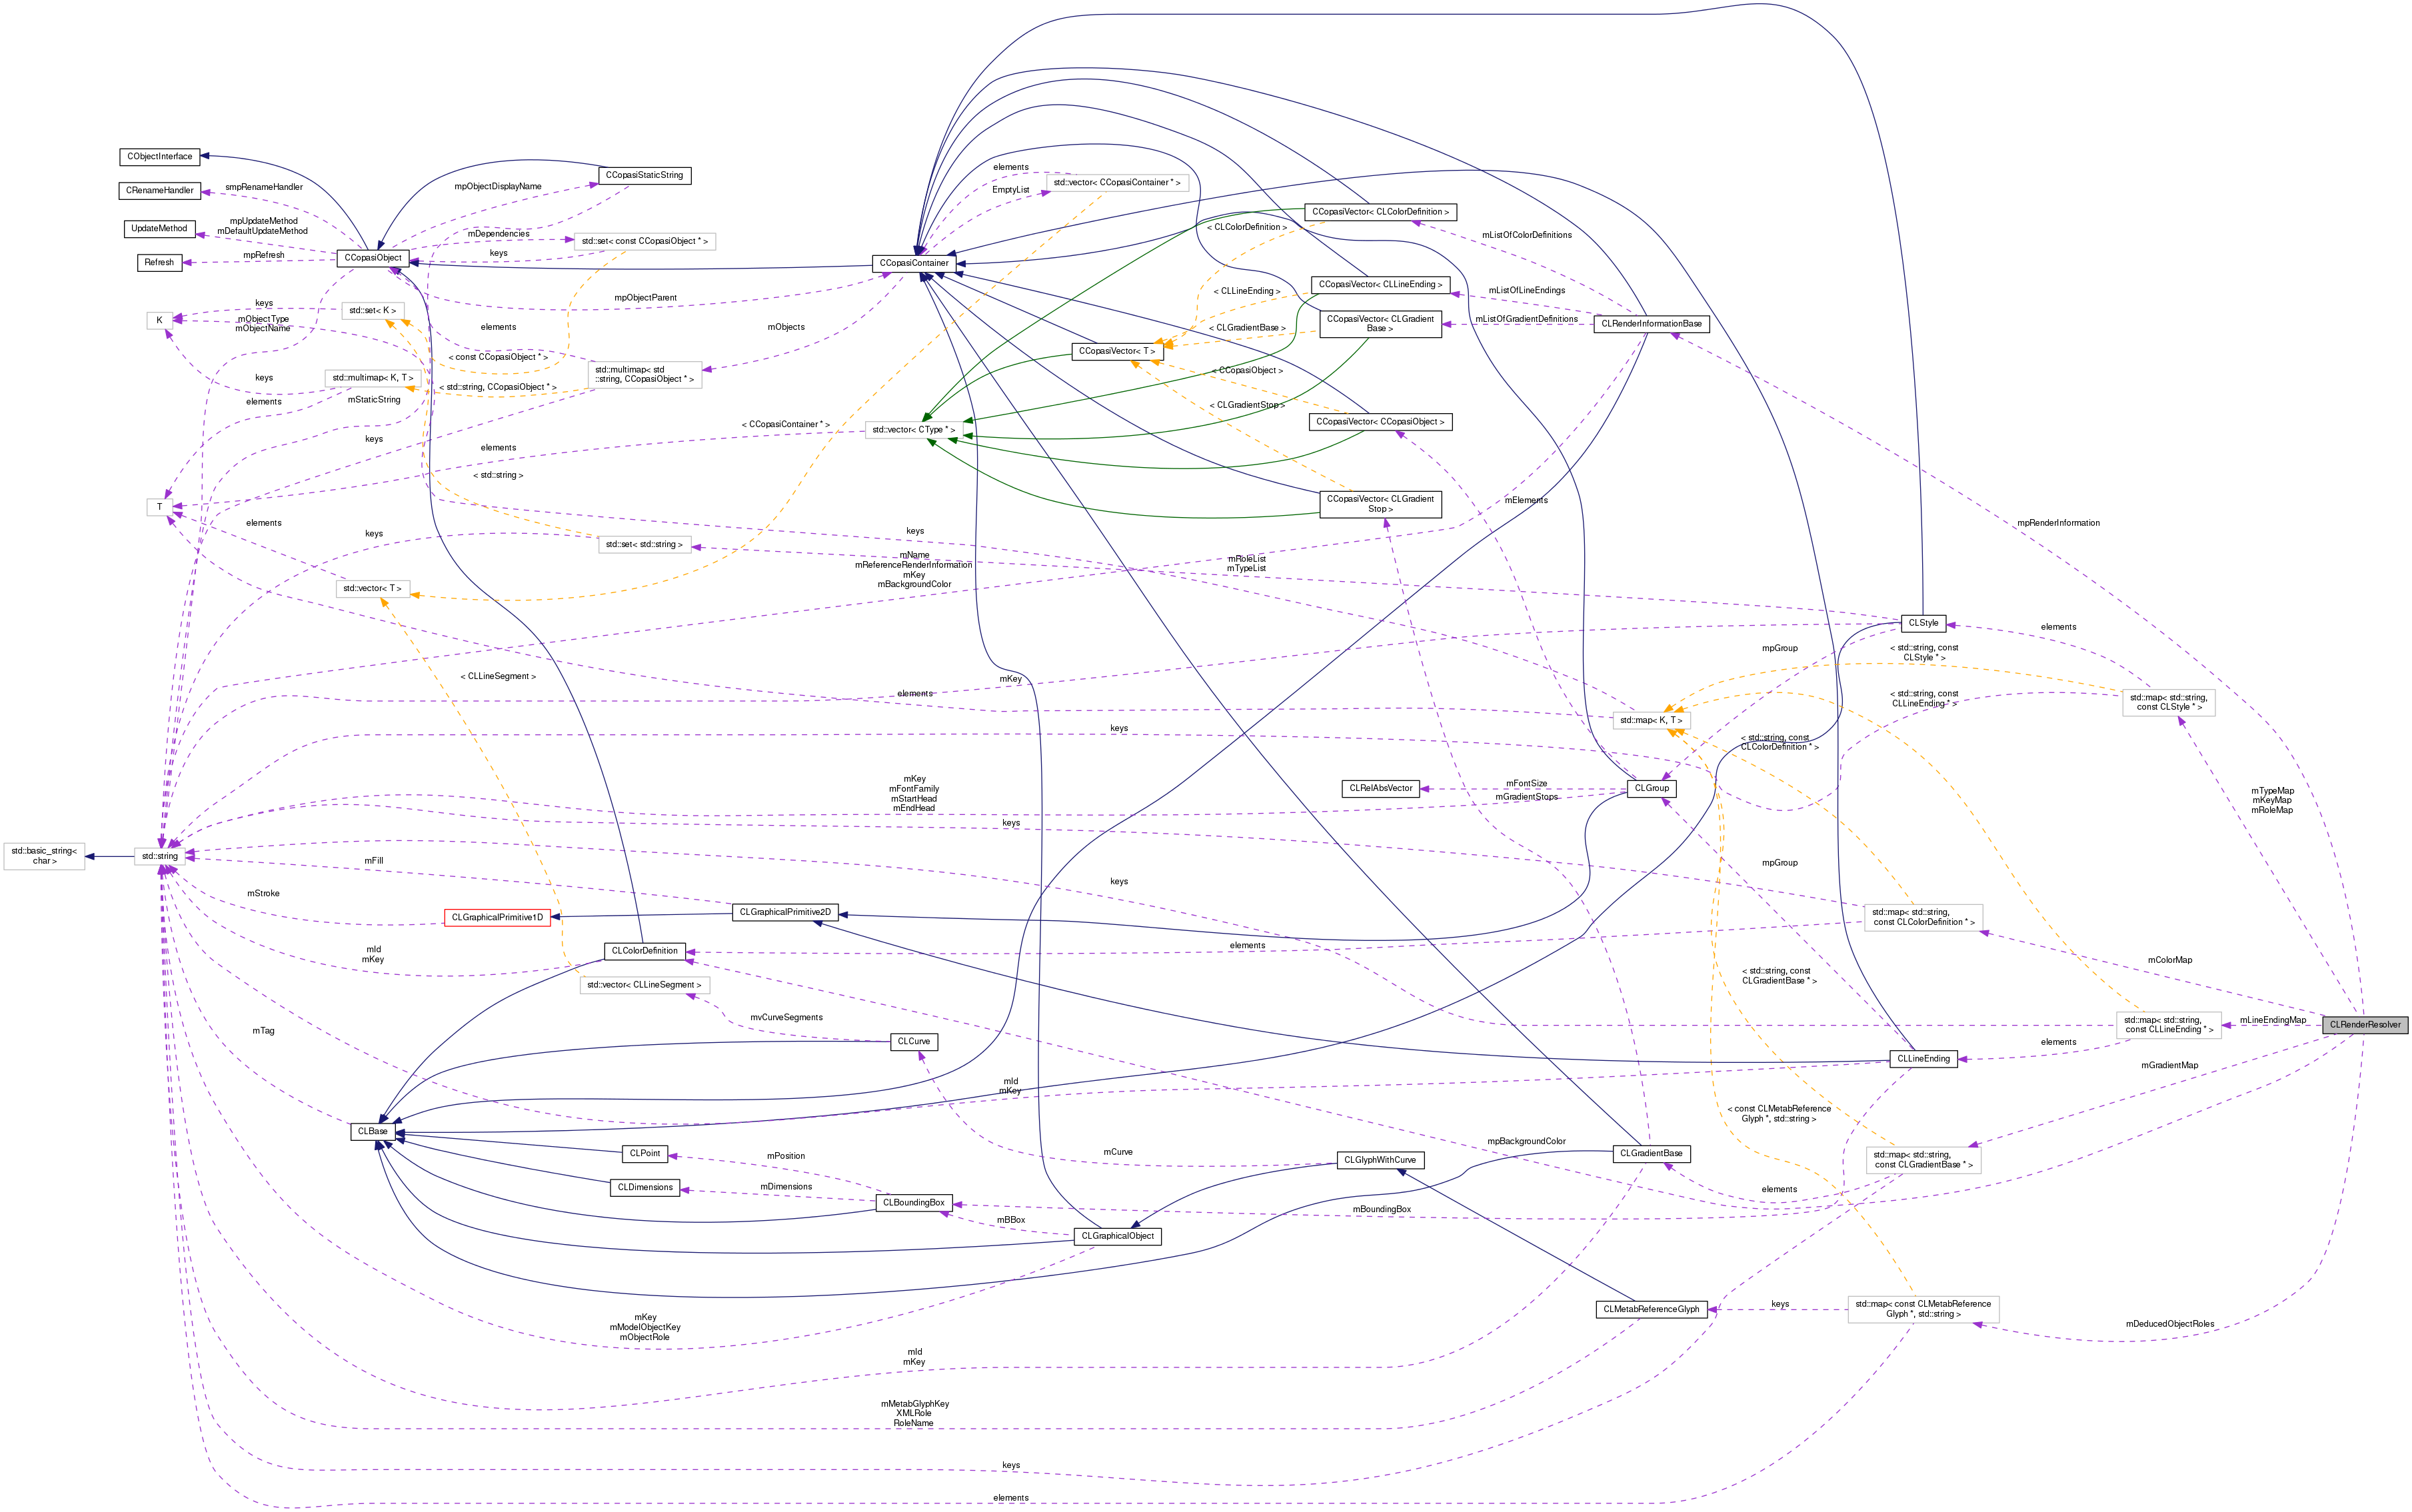 CObjectInterface
CRenameHandler
UpdateMethod
Refresh
smpRenameHandler
mpUpdateMethod
mDefaultUpdateMethod
mpRefresh
CCopasiObject
mpObjectDisplayName
CCopasiStaticString
mDependencies
keys
std::set< const CCopasiObject * >
mpObjectParent
K
keys
std::set< K >
mObjectType
mObjectName
< const CCopasiObject * >
elements
keys
std::multimap< K, T >
< std::string, CCopasiObject * >
std::multimap< std
::string, CCopasiObject * >
mObjects
elements
mStaticString
keys
elements
T
< std::string >
keys
std::set< std::string >
elements
std::vector< T >
< CCopasiContainer * >
std::vector< CType * >
CCopasiContainer
elements
EmptyList
std::vector< CCopasiContainer * >
CCopasiVector< T >
< CLColorDefinition >
< CLLineEnding >
< CLGradientBase >
< CCopasiObject >
< CLGradientStop >
CCopasiVector< CLColorDefinition >
CCopasiVector< CLLineEnding >
CCopasiVector< CLGradient
Base >
CCopasiVector< CCopasiObject >
CCopasiVector< CLGradient
Stop >
mListOfColorDefinitions
mListOfLineEndings
mListOfGradientDefinitions
CLRenderInformationBase
mElements
mpRenderInformation
keys
mName
mReferenceRenderInformation
mKey
mBackgroundColor
mRoleList
mTypeList
CLStyle
mpGroup
elements
< std::string, const
CLStyle * >
< std::string, const
CLLineEnding * >
std::map< std::string,
const CLStyle * >
mKey
elements
std::map< K, T >
keys
< std::string, const
CLColorDefinition * >
< CLLineSegment >
mKey
mFontFamily
mStartHead
mEndHead
mFontSize
mGradientStops
CLRelAbsVector
CLGroup
mTypeMap
mKeyMap
mRoleMap
std::basic_string<
char >
std::string
keys
mFill
mStroke
CLGraphicalPrimitive1D
CLGraphicalPrimitive2D
keys
mpGroup
std::map< std::string,
const CLColorDefinition * >
mId
mKey
CLColorDefinition
elements
mColorMap
< std::string, const
CLGradientBase * >
std::vector< CLLineSegment >
mvCurveSegments
CLCurve
mTag
std::map< std::string,
const CLLineEnding * >
mLineEndingMap
CLRenderResolver
elements
CLLineEnding
mGradientMap
mId
mKey
CLBase
< const CLMetabReference
Glyph *, std::string >
CLPoint
mPosition
mCurve
mpBackgroundColor
CLGlyphWithCurve
CLGradientBase
std::map< std::string,
const CLGradientBase * >
CLDimensions
mDimensions
CLBoundingBox
elements
mBBox
mBoundingBox
CLGraphicalObject
mKey
mModelObjectKey
mObjectRole
CLMetabReferenceGlyph
keys
std::map< const CLMetabReference
Glyph *, std::string >
mDeducedObjectRoles
mId
mKey
mMetabGlyphKey
XMLRole
RoleName
keys
elements